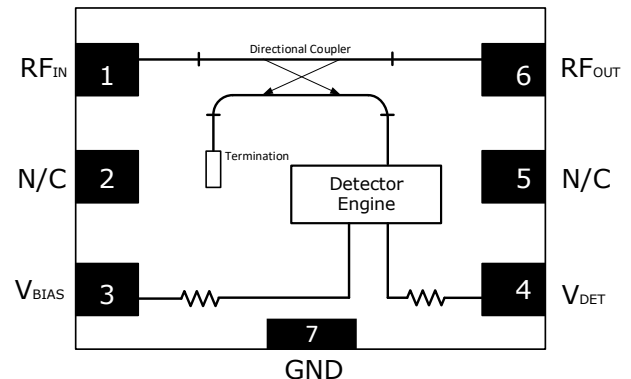 Directional Coupler
RFIN
1
6
RFOUT
Termination
N/C
2
5
N/C
Detector
Engine
VBIAS
3
4
VDET
7
GND